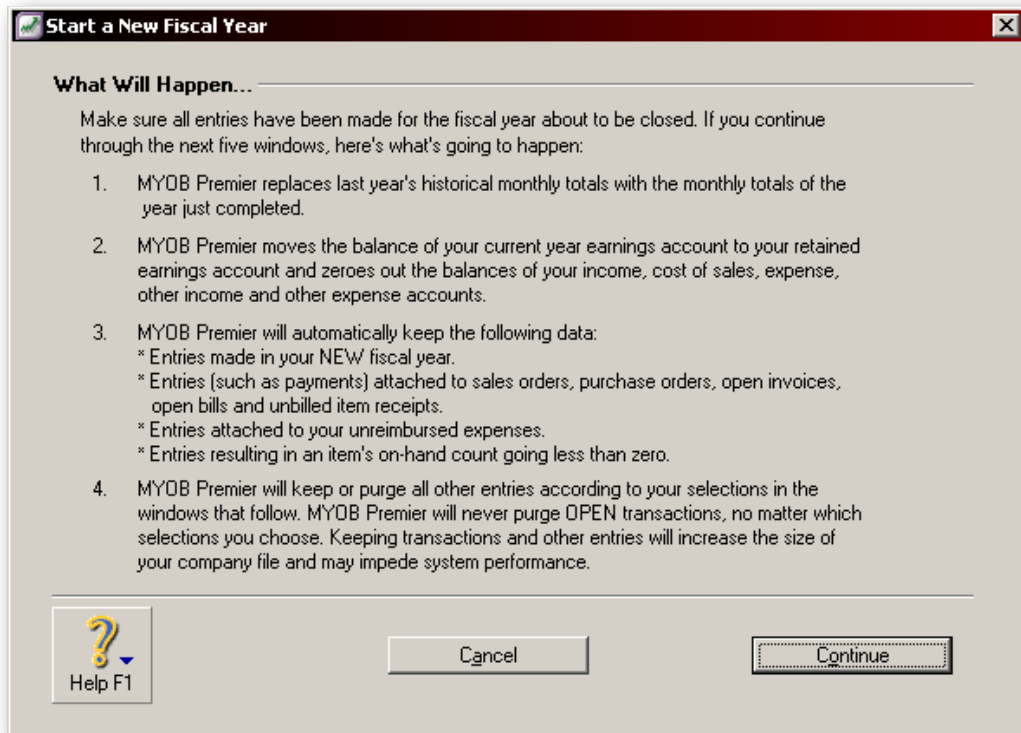 Start a New Fiscal Year
What Will Happen...
Make sure all entries have been made for the fiscal year about to be closed. If you continue
through the next five windows, here's what's going to happen:
1. MYOB Premier replaces last year's historical monthly totals with the monthly totals of the
year just completed.
2. MYOB Premier moves the balance of your current year earnings account to your retained
earnings account and zeroes out the balances of your income, cost of sales, expense,
other income and other expense accounts.
3. MYOB Premier will automatically keep the following data:
* Entries made in your NEW fiscal year.
* Entries (such as payments) attached to sales orders, purchase orders, open invoices,
open bills and unbilled item receipts.
* Entries attached to your unreimbursed expenses.
* Entries resulting in an item's on-hand count going less than zero.
4. MYOB Premier will keep or purge all other entries according to your selections in the
windows that follow. MYOB Premier will never purge OPEN transactions, no matter which
selections you choose. Keeping transactions and other entries will increase the size of
your company file and may impede system performance.
Help F1
Cancel
Continue